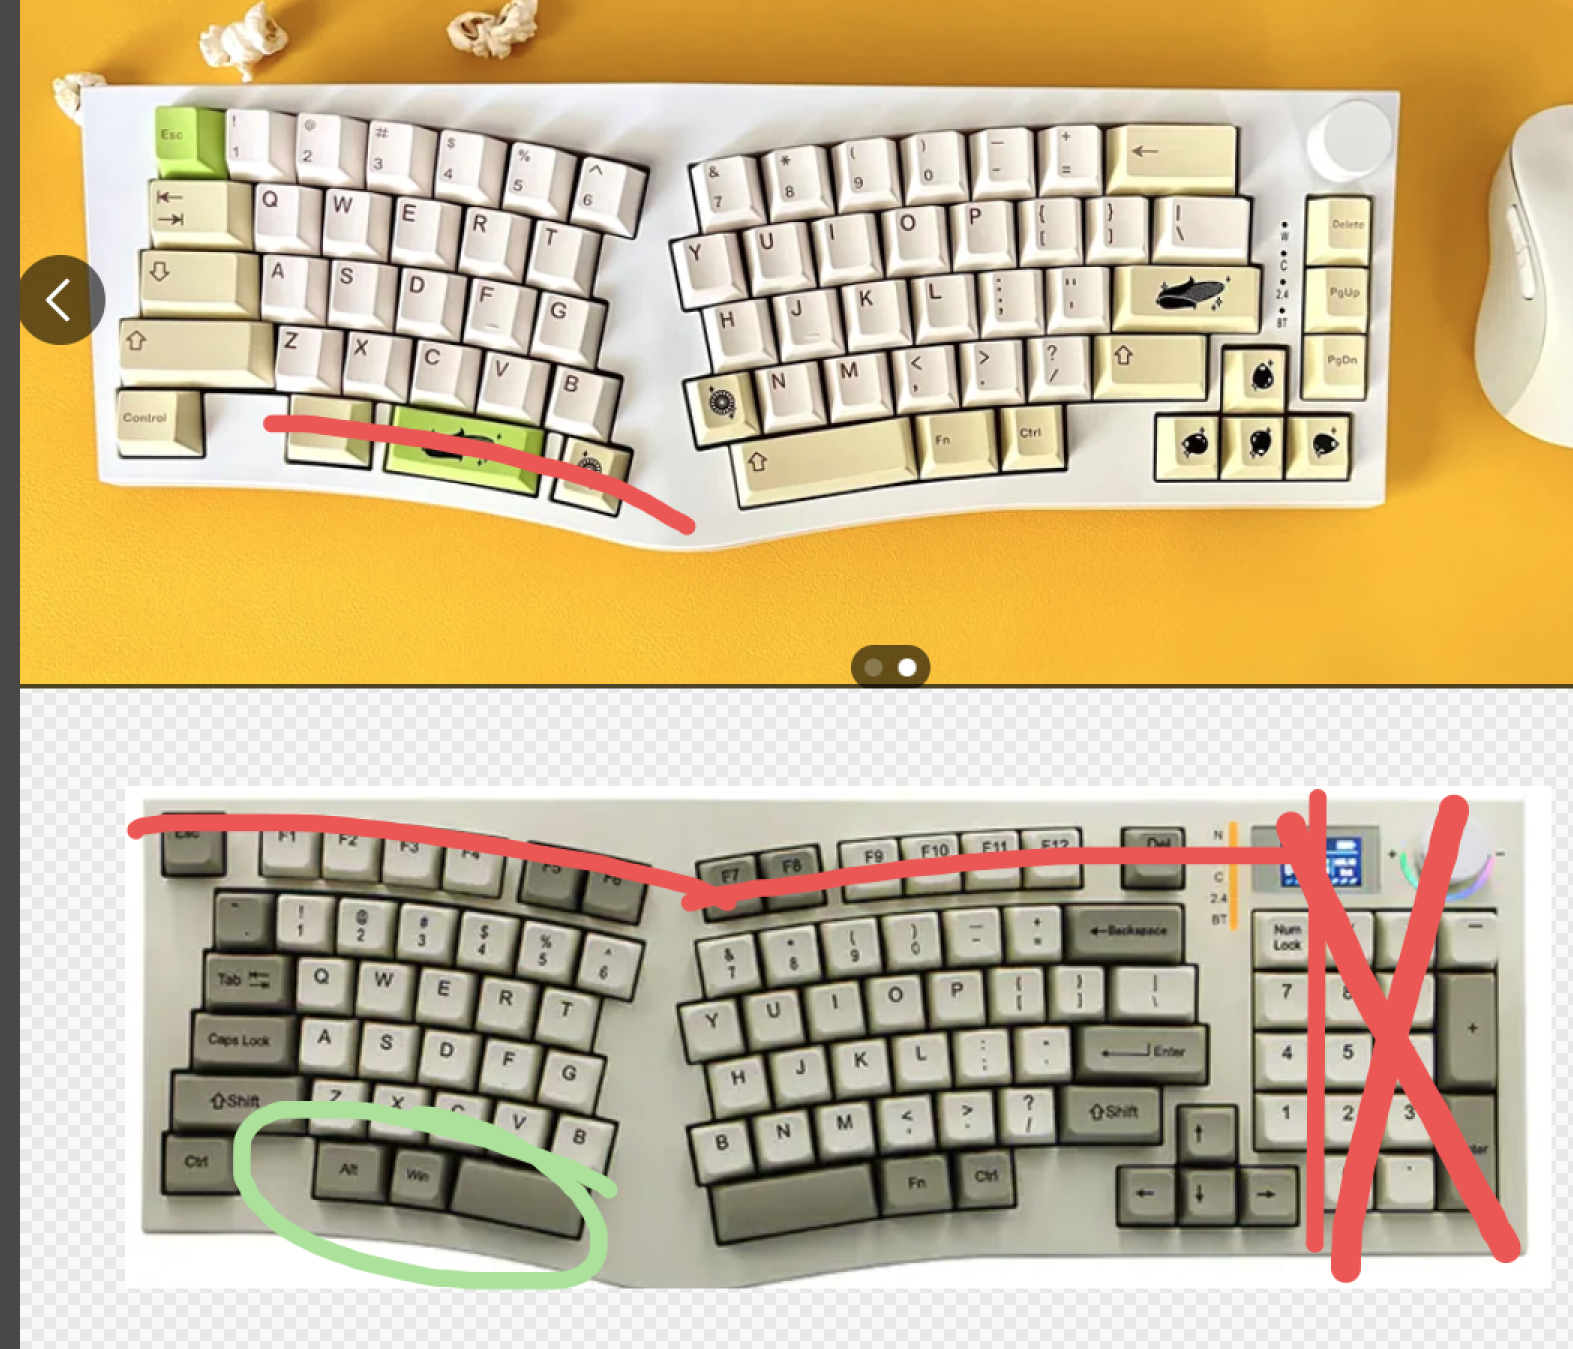 Esc ! 1 @ 2 # 3 $ 4 % 5 ^ 6 & 7 * 8 ( 9 ) 0 — - + = ←
Q W E R T Y U I O P { [ } ] | \ Delete
A S D F G H J K L : ; " ' PgUp
Z X C V B N M < , > . ? / PgDn
Control Fn Ctrl
W
C
2.4
BT
Esc F1 F2 F3 F4 F5 F6 F7 F8 F9 F10 F11 F12 Del
N
C
2.4
BT
+ −
! 1 @ 2 # 3 $ 4 % 5 ^ 6 & 7 * 8 ( 9 ) 0 — - + = ←Backspace Num Lock —
Tab Q W E R T Y U I O P { [ } ] | \ 7 8 +
Caps Lock A S D F G H J K L : ; Enter 4 5
Shift Z X C V B B N M < , > . ? / Shift ↑ 1 2 3
Ctrl Alt Win Fn Ctrl ← ↓ →